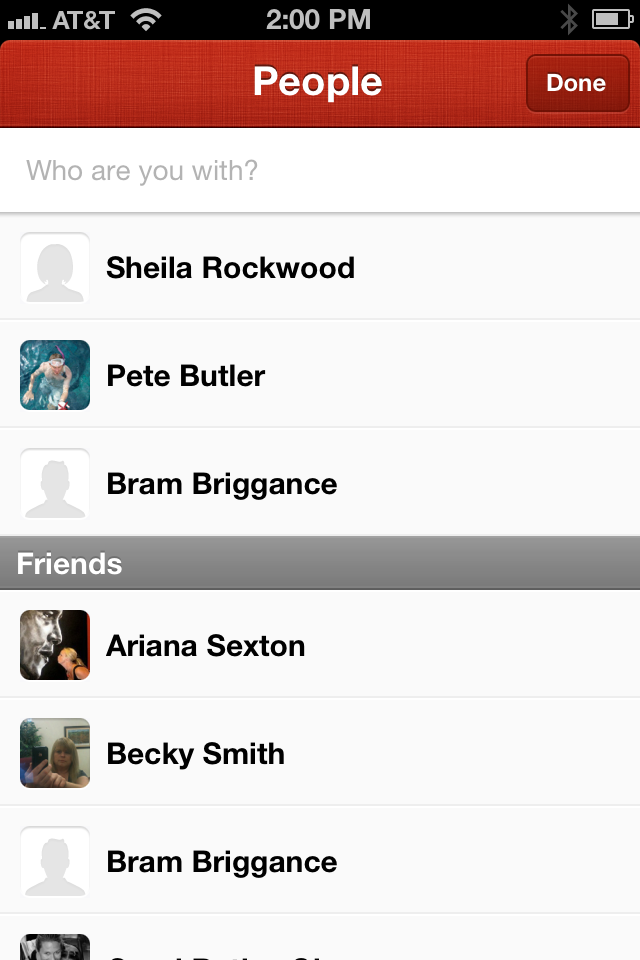 AT&T 2:00 PM
People Done
Who are you with?
Sheila Rockwood
Pete Butler
Bram Briggance
Friends
Ariana Sexton
Becky Smith
Bram Briggance